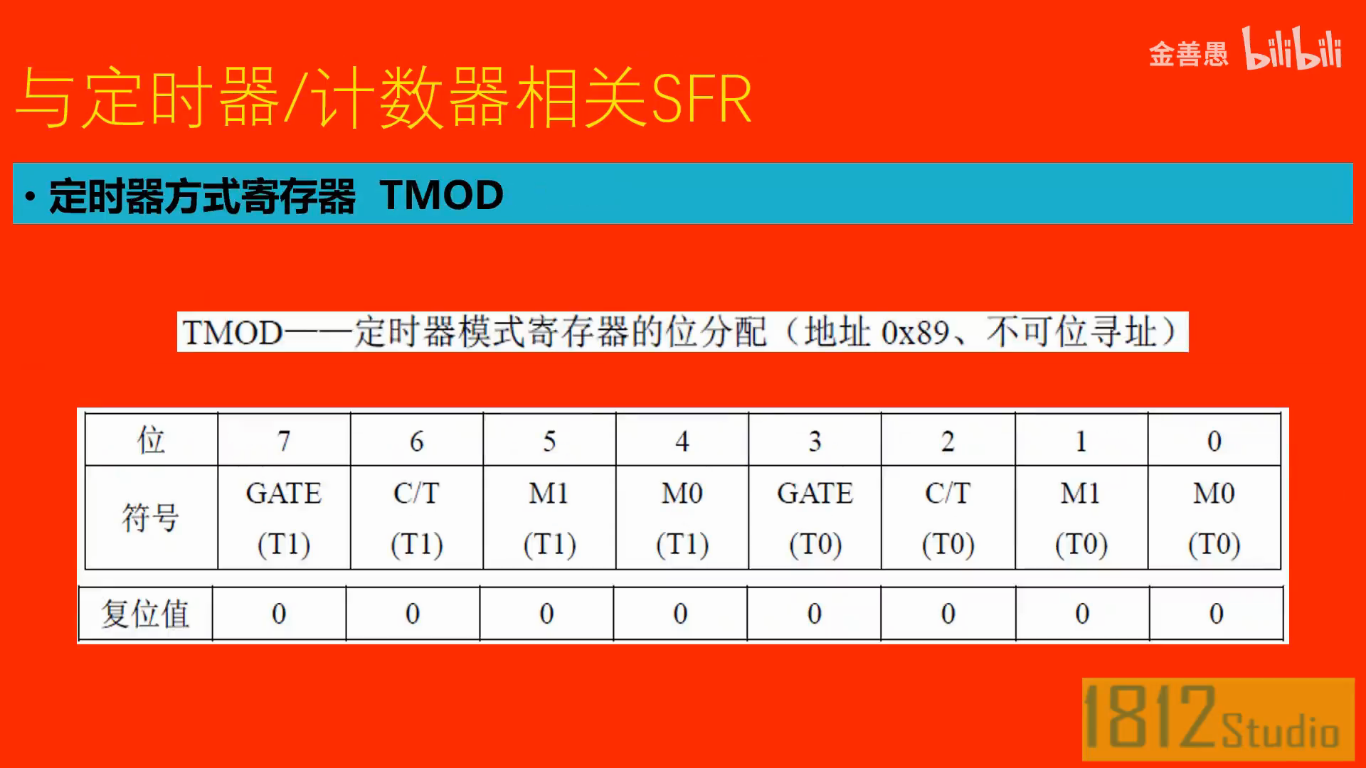 金善愚 bilibili
与定时器/计数器相关SFR
• 定时器方式寄存器 TMOD
TMOD——定时器模式寄存器的位分配（地址 0x89、不可位寻址）
位 7 6 5 4 3 2 1 0
符号 GATE (T1) C/T (T1) M1 (T1) M0 (T1) GATE (T0) C/T (T0) M1 (T0) M0 (T0)
复位值 0 0 0 0 0 0 0 0
1812 Studio